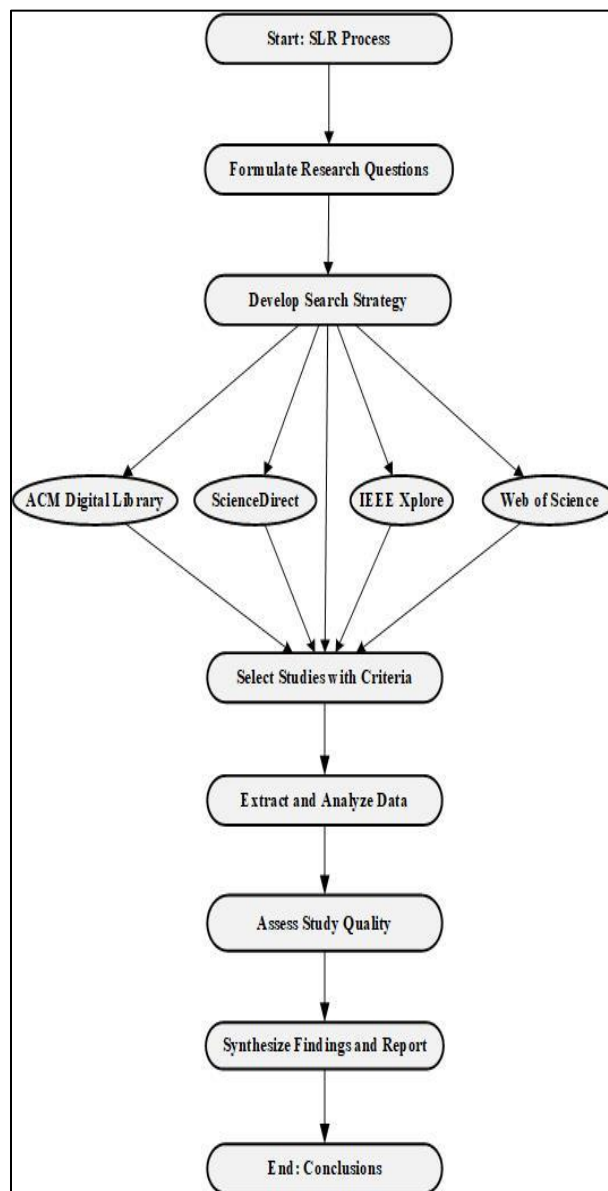 Start: SLR Process
Formulate Research Questions
Develop Search Strategy
ACM Digital Library
ScienceDirect
IEEE Xplore
Web of Science
Select Studies with Criteria
Extract and Analyze Data
Assess Study Quality
Synthesize Findings and Report
End: Conclusions